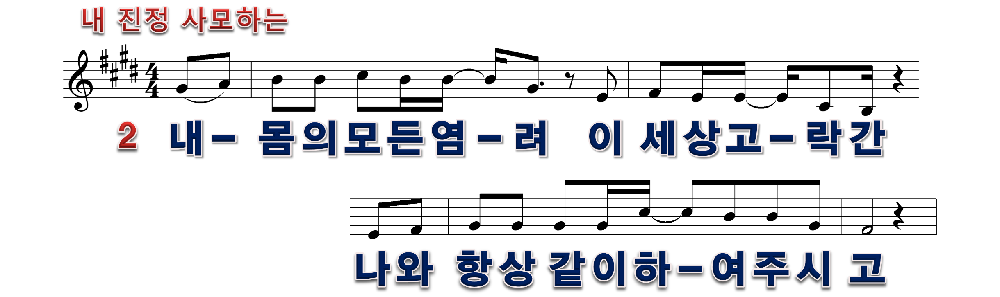 내 진정 사모하는
2 내- 몸의모든염-려 이 세상고-락간
나와 항상 같이하-여주시 고